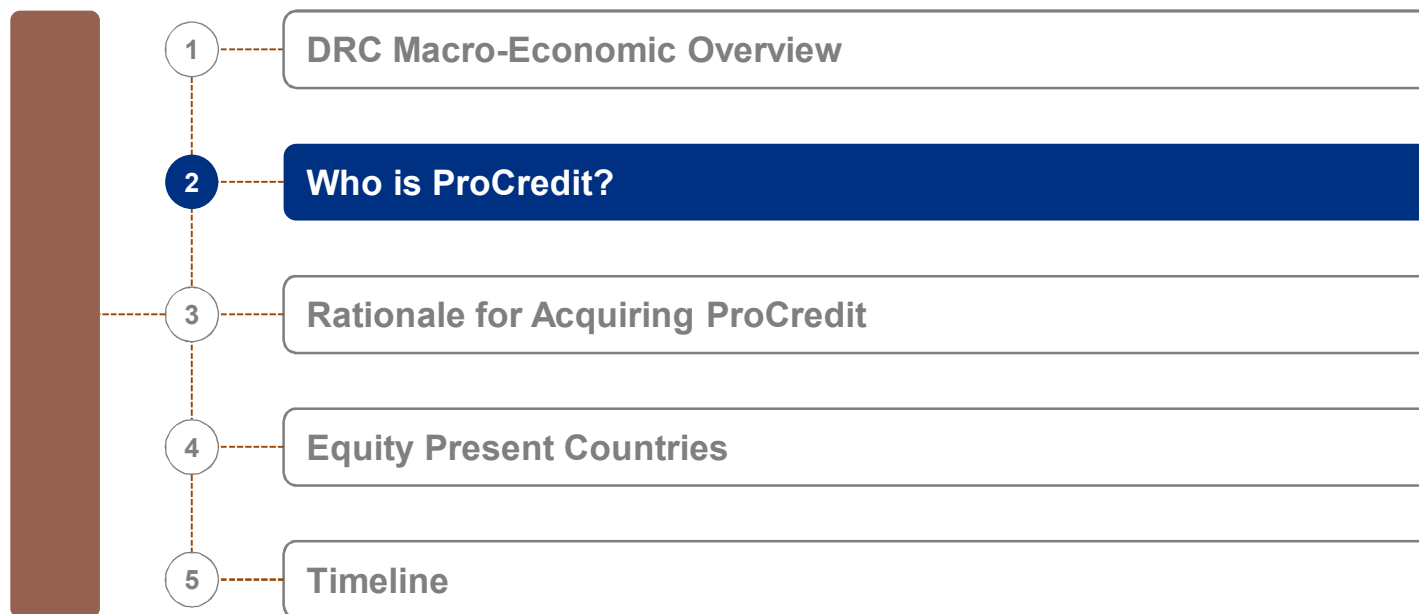 1
DRC Macro-Economic Overview
2
Who is ProCredit?
3
Rationale for Acquiring ProCredit
4
Equity Present Countries
5
Timeline